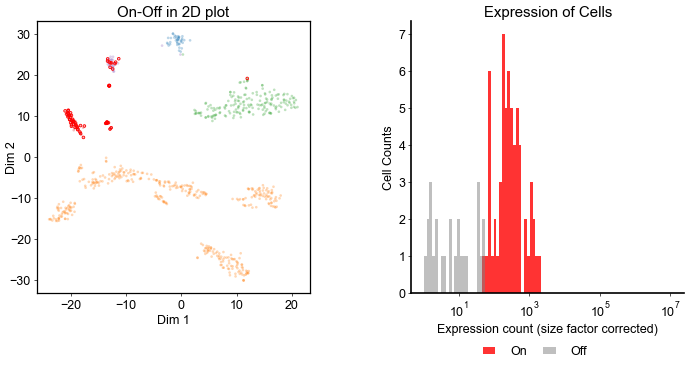 On-Off in 2D plot
30
20
10
0
−10
−20
−30
Dim 2
−20 −10 0 10 20
Dim 1
Expression of Cells
7
6
5
4
3
2
1
0
Cell Counts
10^1 10^3 10^5 10^7
Expression count (size factor corrected)
On Off